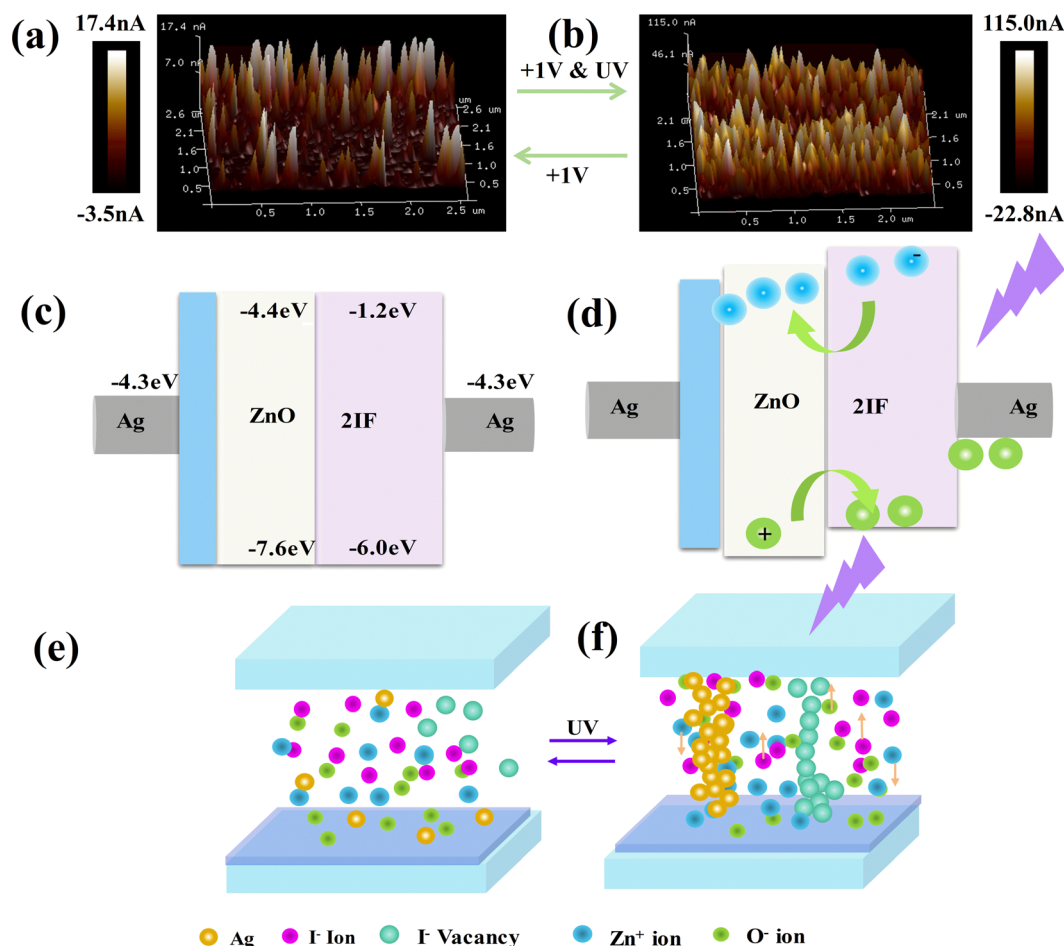 (a)
17.4nA
-3.5nA
17.4 nA
7.0 nA
2.6 um
2.1
1.6
1.0
0.5
um
2.6 um
2.1
1.6
1.0
0.5
0.5
1.0
1.5
2.0
2.5
um
+1V & UV
+1V
(b)
115.0 nA
46.1 nA
2.1 um
1.6
1.0
0.5
2.1 um
1.6
1.0
0.5
0.5
1.0
1.6
2.1
um
115.0nA
-22.8nA
(c)
-4.4eV
-1.2eV
-4.3eV
-4.3eV
Ag
ZnO
2IF
Ag
-7.6eV
-6.0eV
(d)
-
Ag
ZnO
2IF
Ag
+
(e)
UV
(f)
Ag
I- Ion
I- Vacancy
Zn+ ion
O- ion